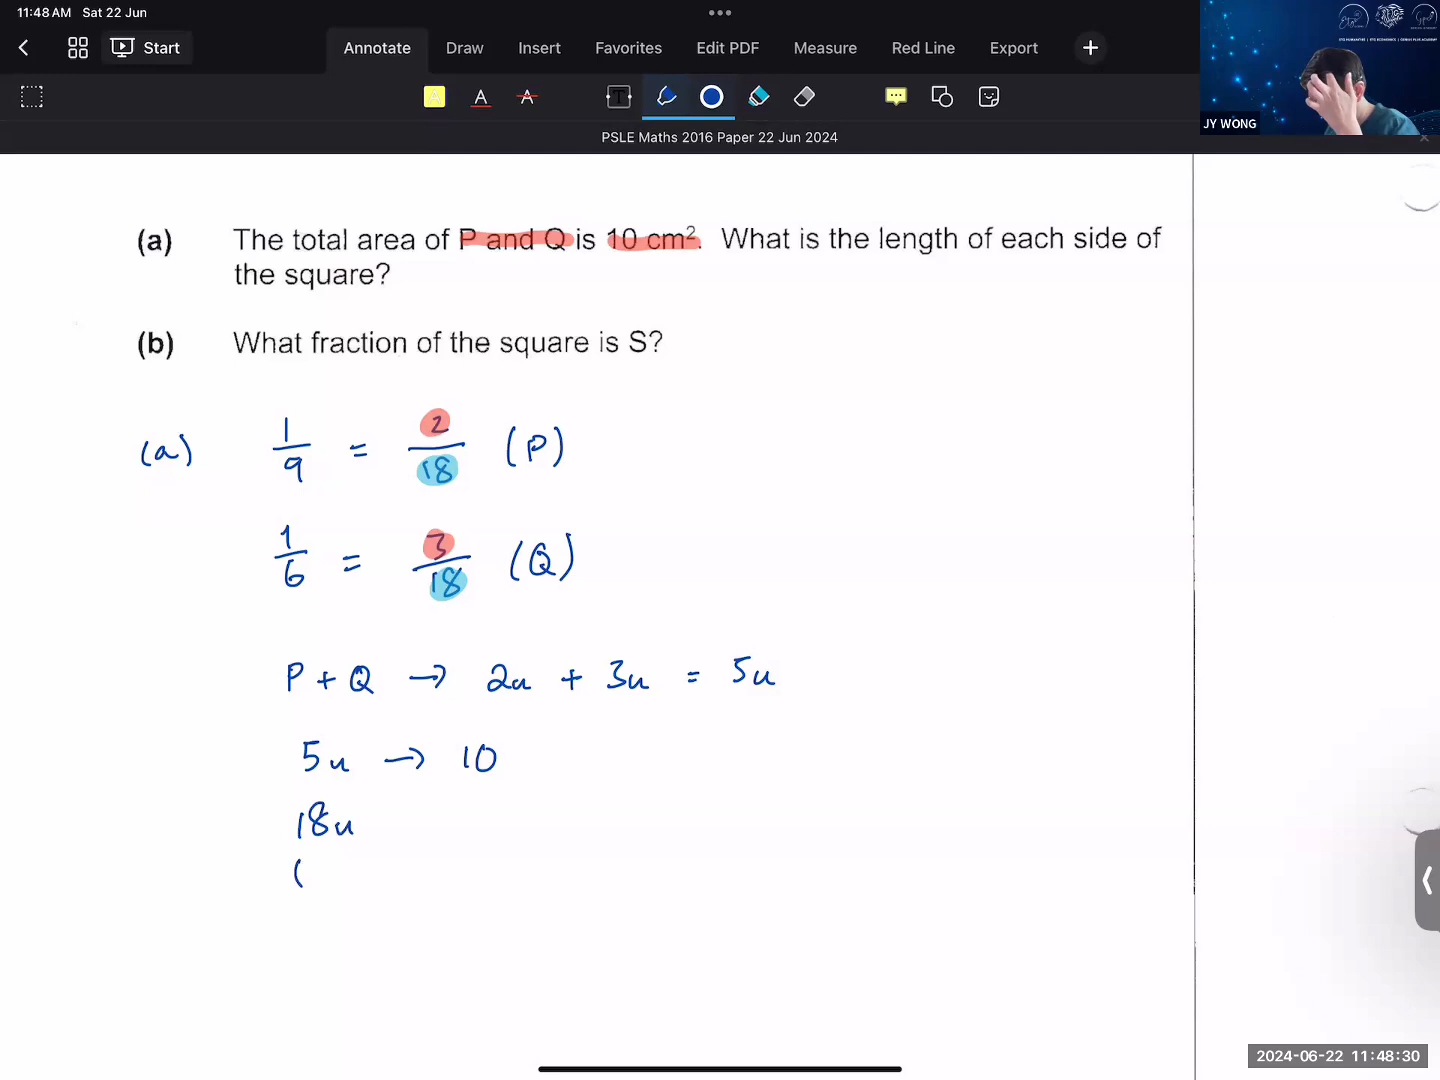 11:48 AM Sat 22 Jun
Start
Annotate Draw Insert Favorites Edit PDF Measure Red Line Export
PSLE Maths 2016 Paper 22 Jun 2024
JY WONG
(a) The total area of P and Q is 10 cm². What is the length of each side of
the square?
(b) What fraction of the square is S?
(a) 1/9 = 2/18 (P)
1/6 = 3/18 (Q)
P + Q → 2u + 3u = 5u
5u → 10
18u
(
2024-06-22 11:48:30